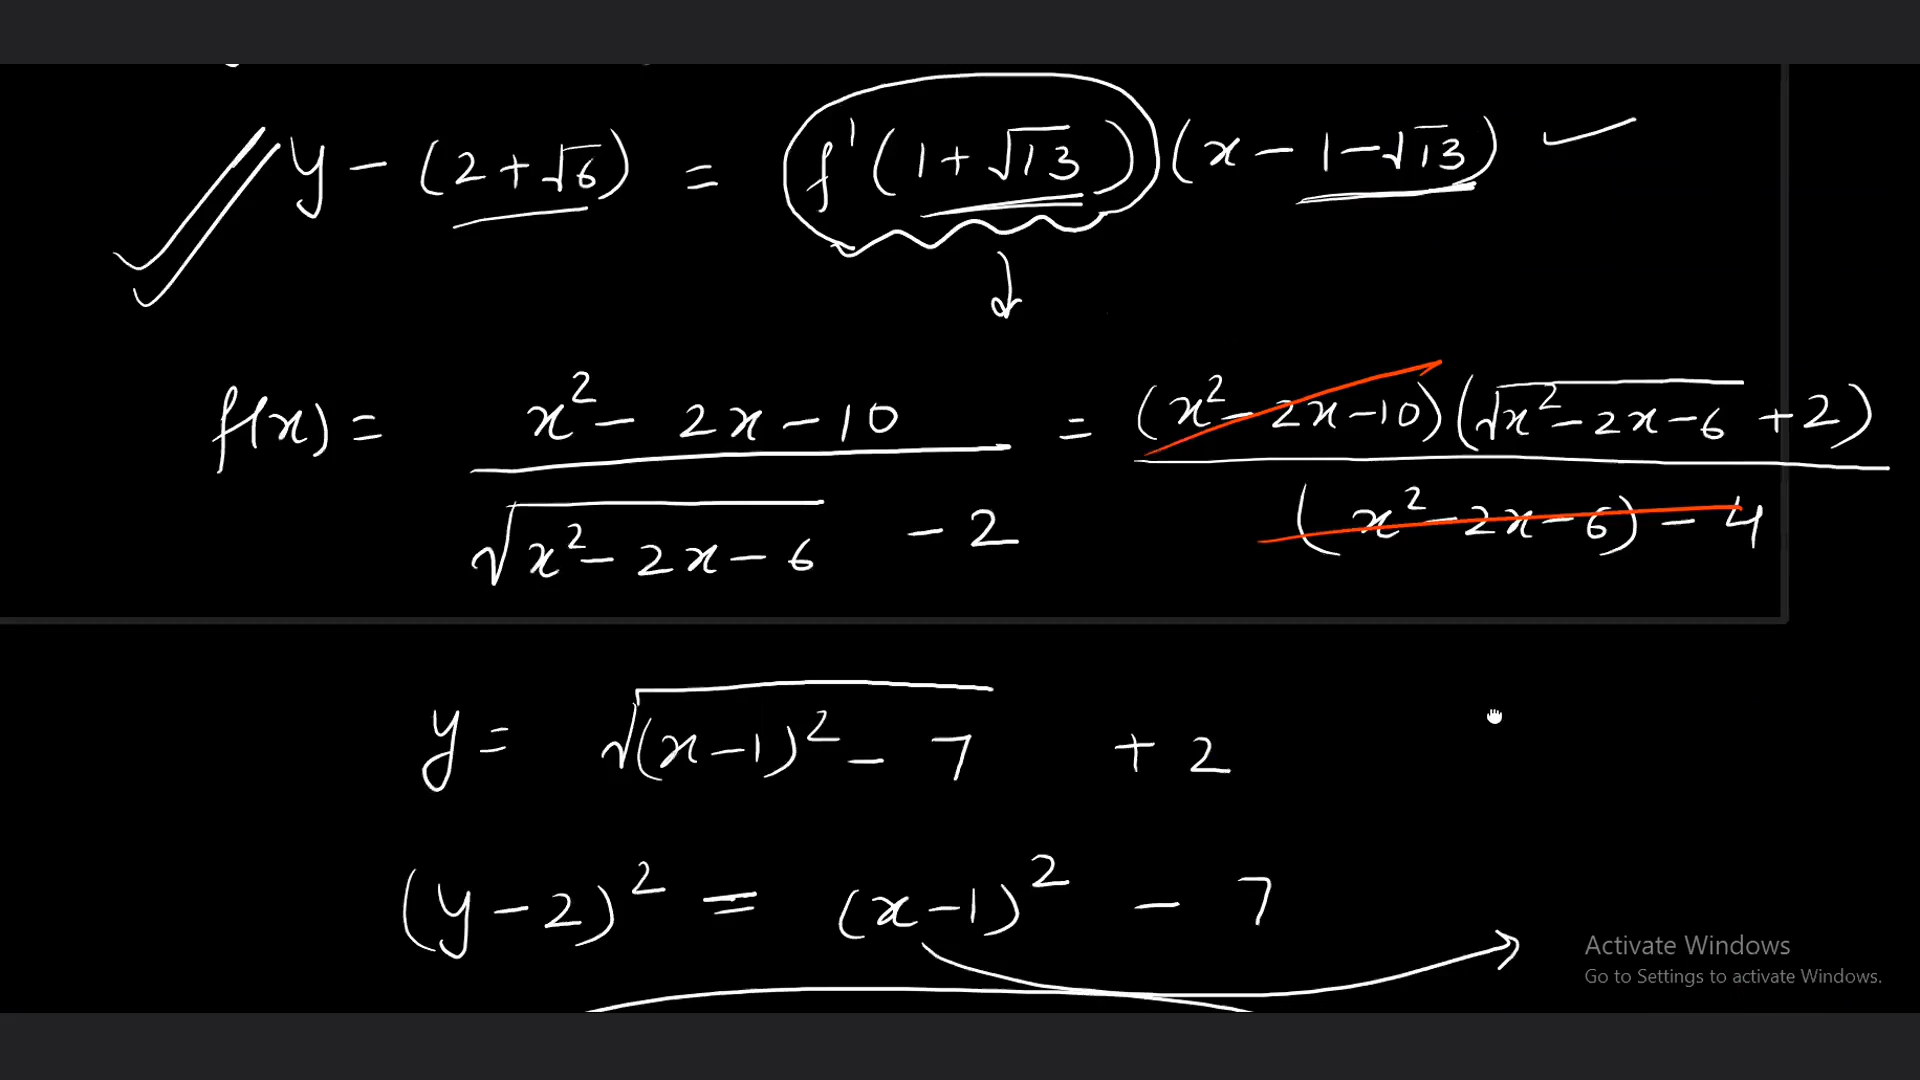 y - (2+√6) = f'(1+√13)(x - 1 - √13)
f(x) = x² - 2x - 10 / √x² - 2x - 6 - 2 = (x² - 2x - 10)(√x² - 2x - 6 + 2) / (x² - 2x - 6) - 4
y = √(x-1)² - 7 + 2
(y-2)² = (x-1)² - 7
Activate Windows
Go to Settings to activate Windows.